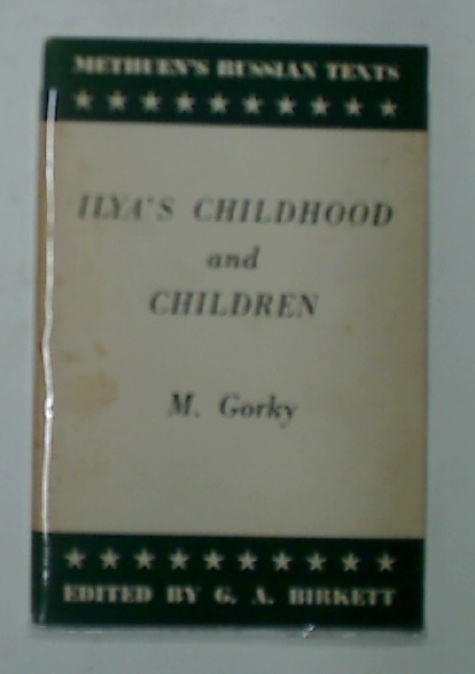 METHUEN'S RUSSIAN TEXTS
ILYA'S CHILDHOOD
and
CHILDREN
M. Gorky
EDITED BY G. A. BIRKETT